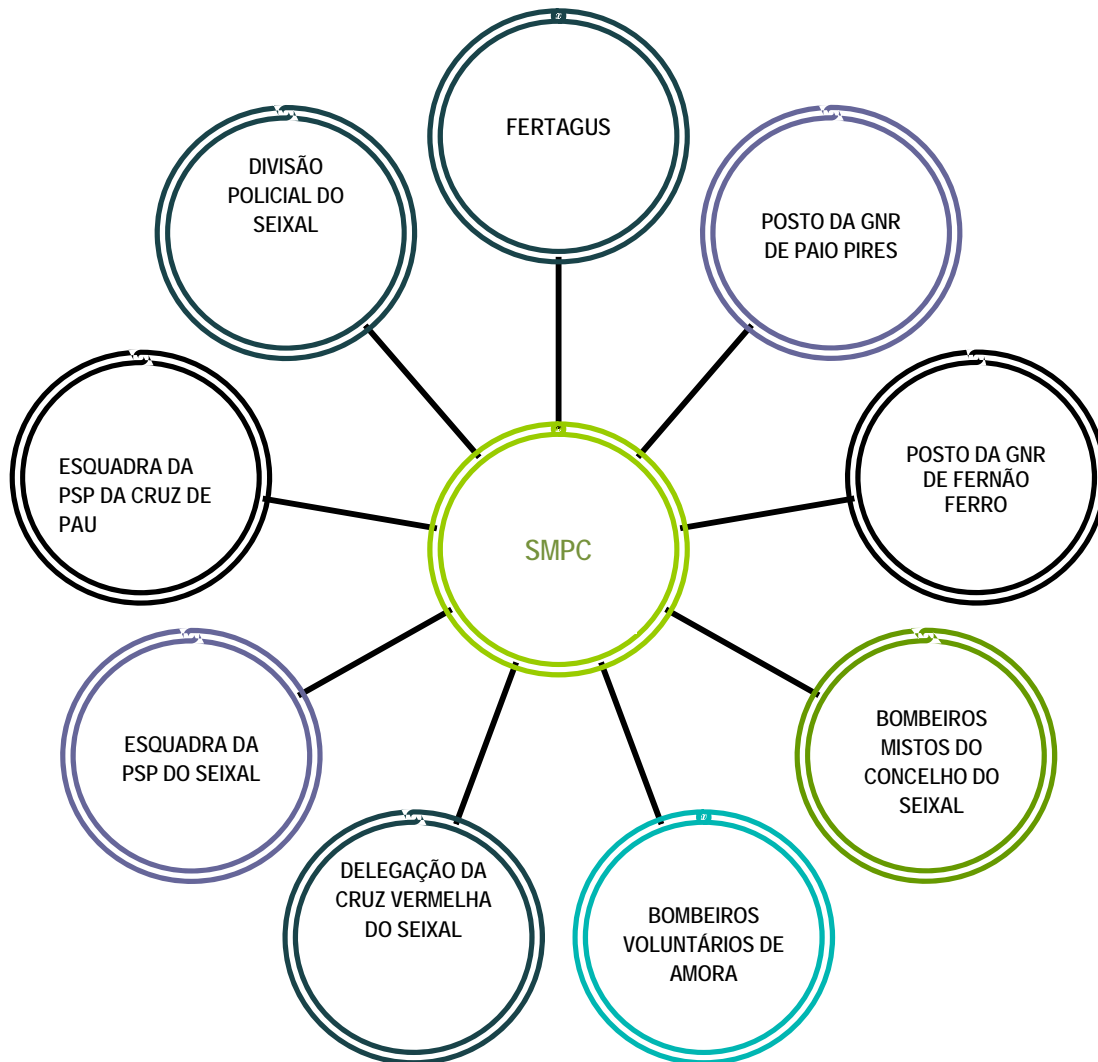 FERTAGUS
DIVISÃO
POLICIAL DO
SEIXAL
POSTO DA GNR
DE PAIO PIRES
ESQUADRA DA
PSP DA CRUZ DE
PAU
POSTO DA GNR
DE FERNÃO
FERRO
SMPC
ESQUADRA DA
PSP DO SEIXAL
BOMBEIROS
MISTOS DO
CONCELHO DO
SEIXAL
DELEGAÇÃO DA
CRUZ VERMELHA
DO SEIXAL
BOMBEIROS
VOLUNTÁRIOS DE
AMORA